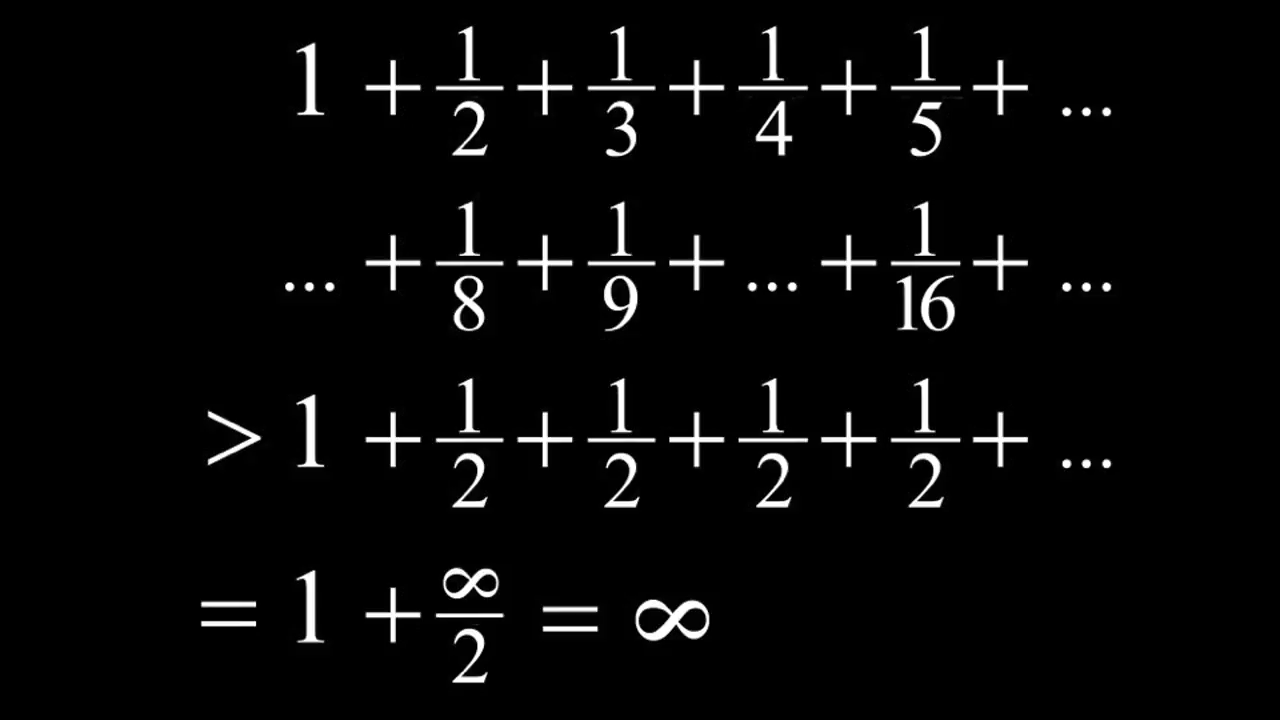 1 + 1/2 + 1/3 + 1/4 + 1/5 + ...
... + 1/8 + 1/9 + ... + 1/16 + ...
> 1 + 1/2 + 1/2 + 1/2 + 1/2 + ...
= 1 + ∞/2 = ∞